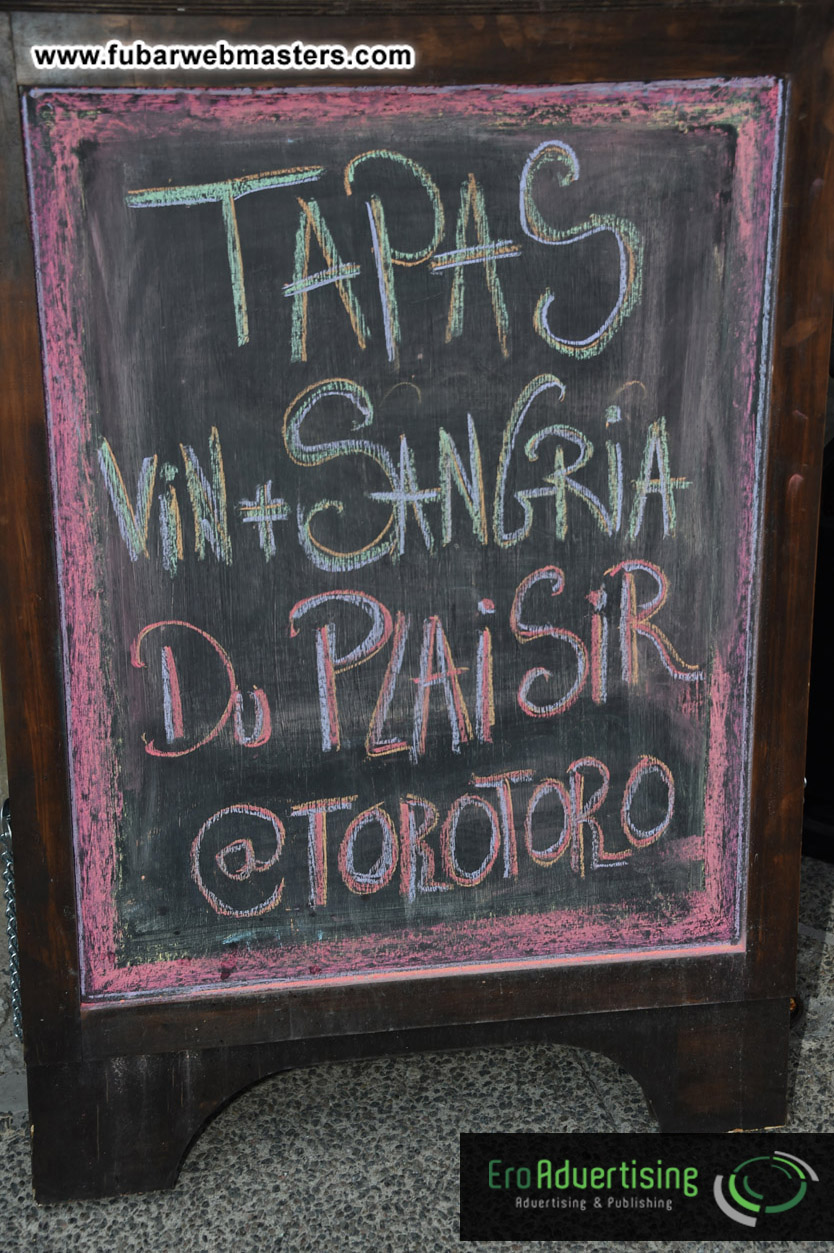 www.fubarwebmasters.com
TAPAS
ViN + SANGRiA
Du PLAiSiR
@TOROTORO
EroAdvertising
Advertising & Publishing